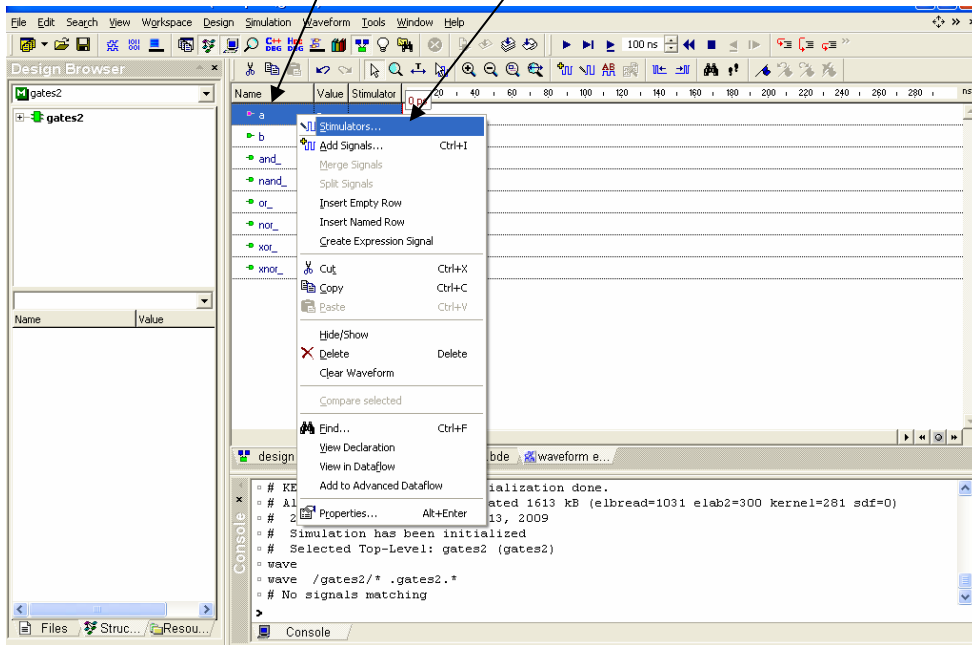 File Edit Search View Workspace Design Simulation Waveform Tools Window Help
C++ DEBUG HDL DEBUG 100 ns
Design Browser
gates2
gates2
Name Value
Files Struc... Resou...
Name Value Stimulator 0 ps 20 40 60 80 100 120 140 160 180 200 220 240 260 280 ns
a
b
and_
nand_
or_
nor_
xor_
xnor_
Stimulators...
Add Signals... Ctrl+I
Merge Signals
Split Signals
Insert Empty Row
Insert Named Row
Create Expression Signal
Cut Ctrl+X
Copy Ctrl+C
Paste Ctrl+V
Hide/Show
Delete Delete
Clear Waveform
Compare selected
Find... Ctrl+F
View Declaration
View in Dataflow
Add to Advanced Dataflow
Properties... Alt+Enter
design .bde waveform e...
# KE ialization done.
# Al ated 1613 kB (elbread=1031 elab2=300 kernel=281 sdf=0)
# 2 13, 2009
# Simulation has been initialized
# Selected Top-Level: gates2 (gates2)
wave
wave /gates2/* .gates2.*
# No signals matching
>
Console
Console